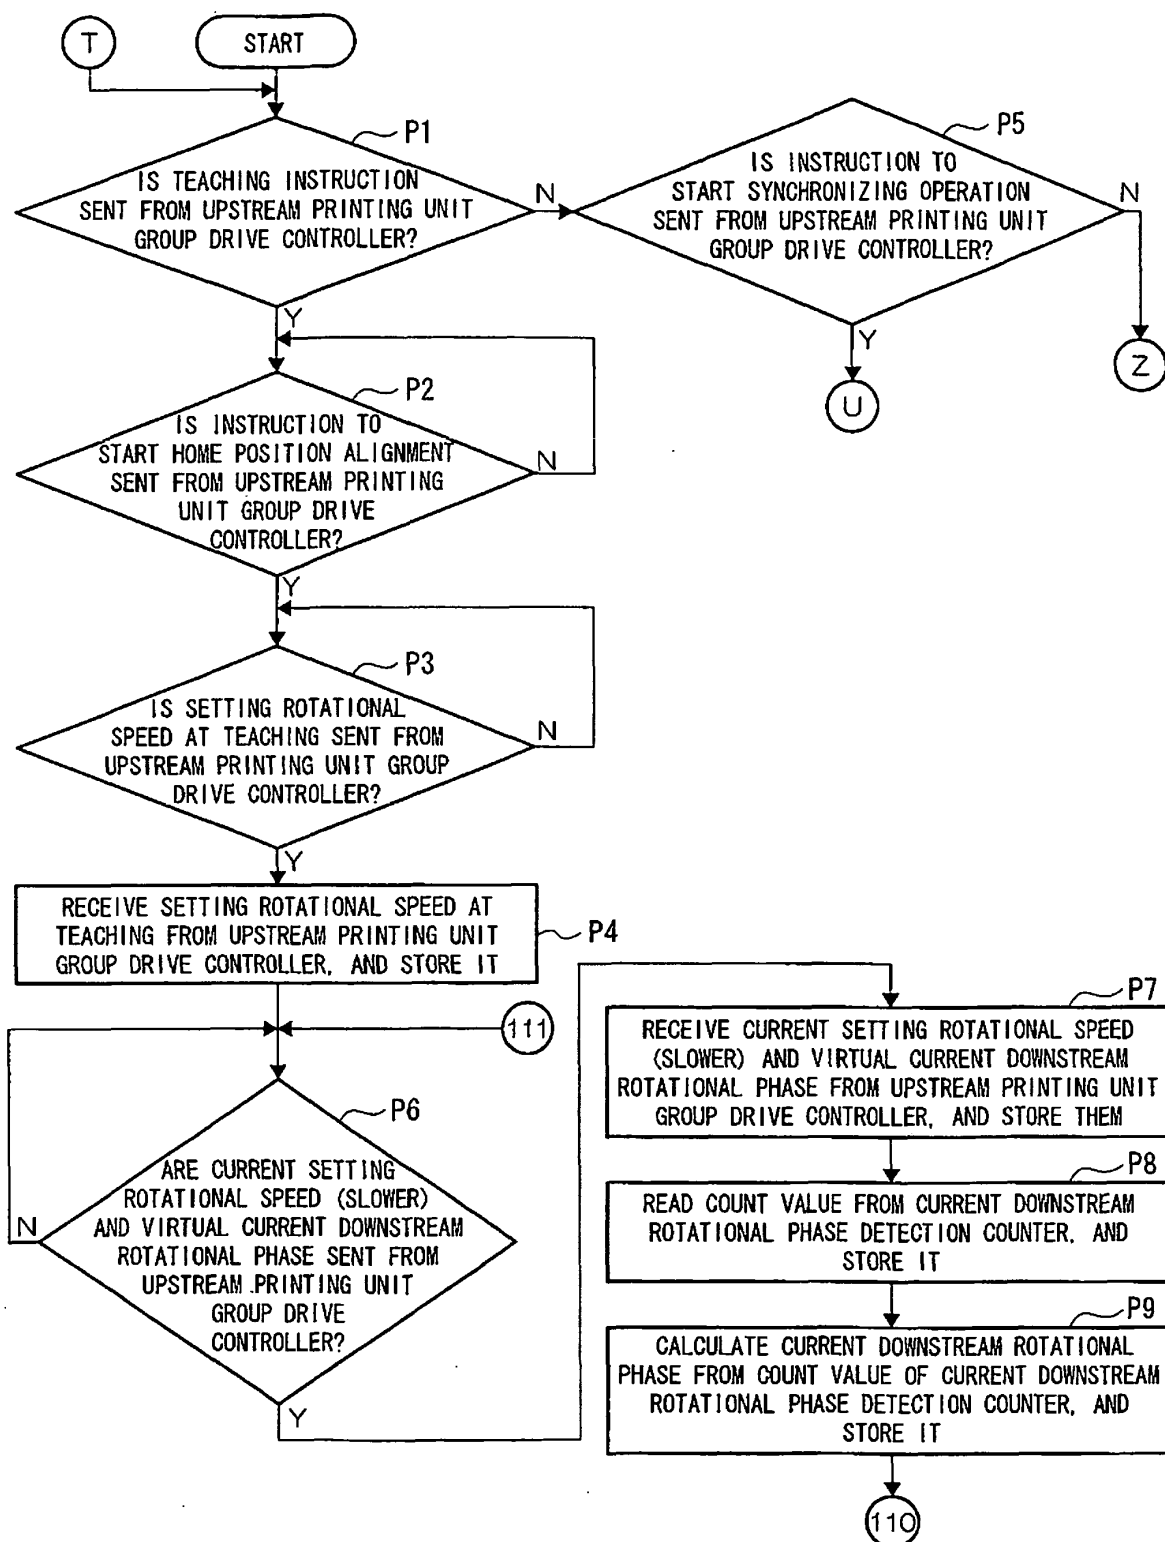 T
START
P1
IS TEACHING INSTRUCTION
SENT FROM UPSTREAM PRINTING UNIT
GROUP DRIVE CONTROLLER?
N
Y
P5
IS INSTRUCTION TO
START SYNCHRONIZING OPERATION
SENT FROM UPSTREAM PRINTING UNIT
GROUP DRIVE CONTROLLER?
N
Y
Z
U
P2
IS INSTRUCTION TO
START HOME POSITION ALIGNMENT
SENT FROM UPSTREAM PRINTING
UNIT GROUP DRIVE
CONTROLLER?
N
Y
P3
IS SETTING ROTATIONAL
SPEED AT TEACHING SENT FROM
UPSTREAM PRINTING UNIT GROUP
DRIVE CONTROLLER?
N
Y
RECEIVE SETTING ROTATIONAL SPEED AT
TEACHING FROM UPSTREAM PRINTING UNIT
GROUP DRIVE CONTROLLER, AND STORE IT
P4
111
P6
ARE CURRENT SETTING
ROTATIONAL SPEED (SLOWER)
AND VIRTUAL CURRENT DOWNSTREAM
ROTATIONAL PHASE SENT FROM
UPSTREAM PRINTING UNIT
GROUP DRIVE
CONTROLLER?
N
Y
P7
RECEIVE CURRENT SETTING ROTATIONAL SPEED
(SLOWER) AND VIRTUAL CURRENT DOWNSTREAM
ROTATIONAL PHASE FROM UPSTREAM PRINTING UNIT
GROUP DRIVE CONTROLLER, AND STORE THEM
P8
READ COUNT VALUE FROM CURRENT DOWNSTREAM
ROTATIONAL PHASE DETECTION COUNTER, AND
STORE IT
P9
CALCULATE CURRENT DOWNSTREAM ROTATIONAL
PHASE FROM COUNT VALUE OF CURRENT DOWNSTREAM
ROTATIONAL PHASE DETECTION COUNTER, AND
STORE IT
110